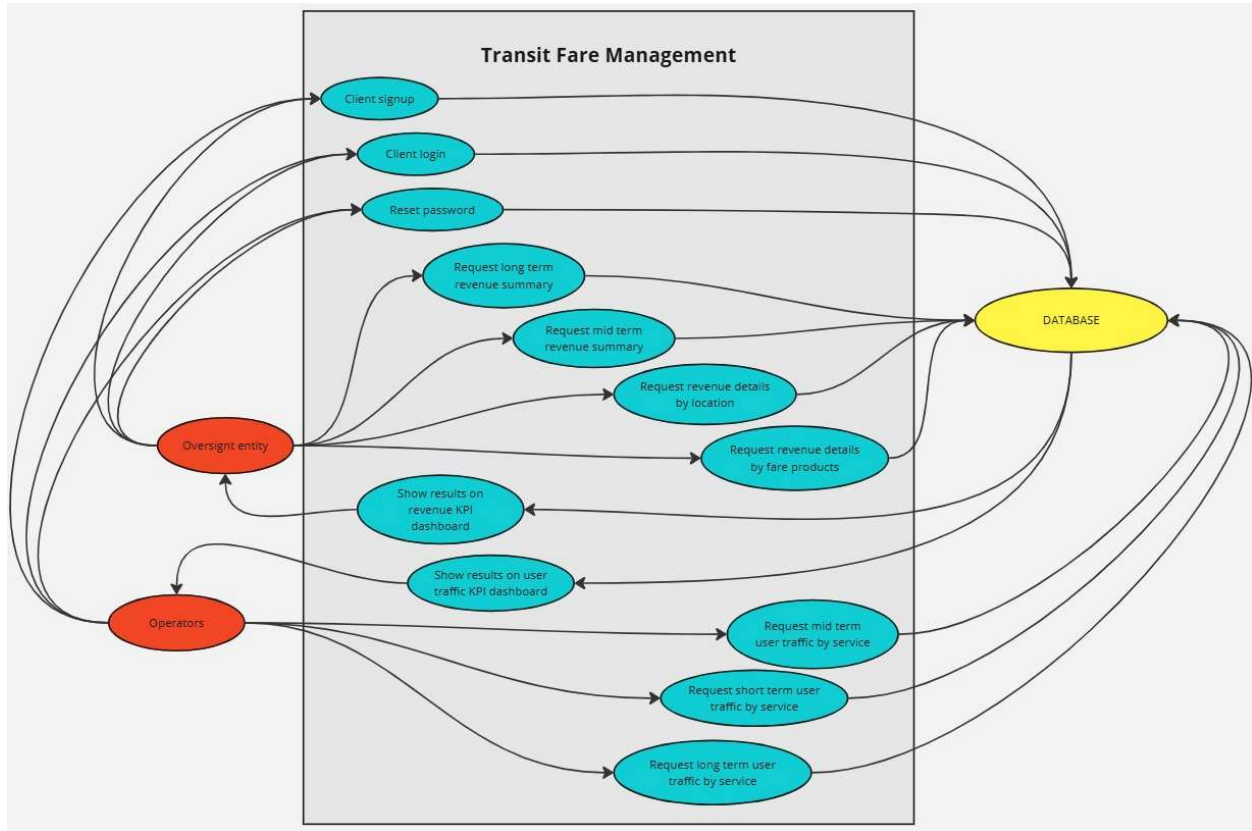 Transit Fare Management
Client signup
Client login
Reset password
Request long term
revenue summary
Request mid term
revenue summary
DATABASE
Request revenue details
by location
Oversignt entity
Request revenue details
by fare products
Show results on
revenue KPI
dashboard
Show results on user
traffic KPI dashboard
Operators
Request mid term
user traffic by service
Request short term user
traffic by service
Request long term user
traffic by service